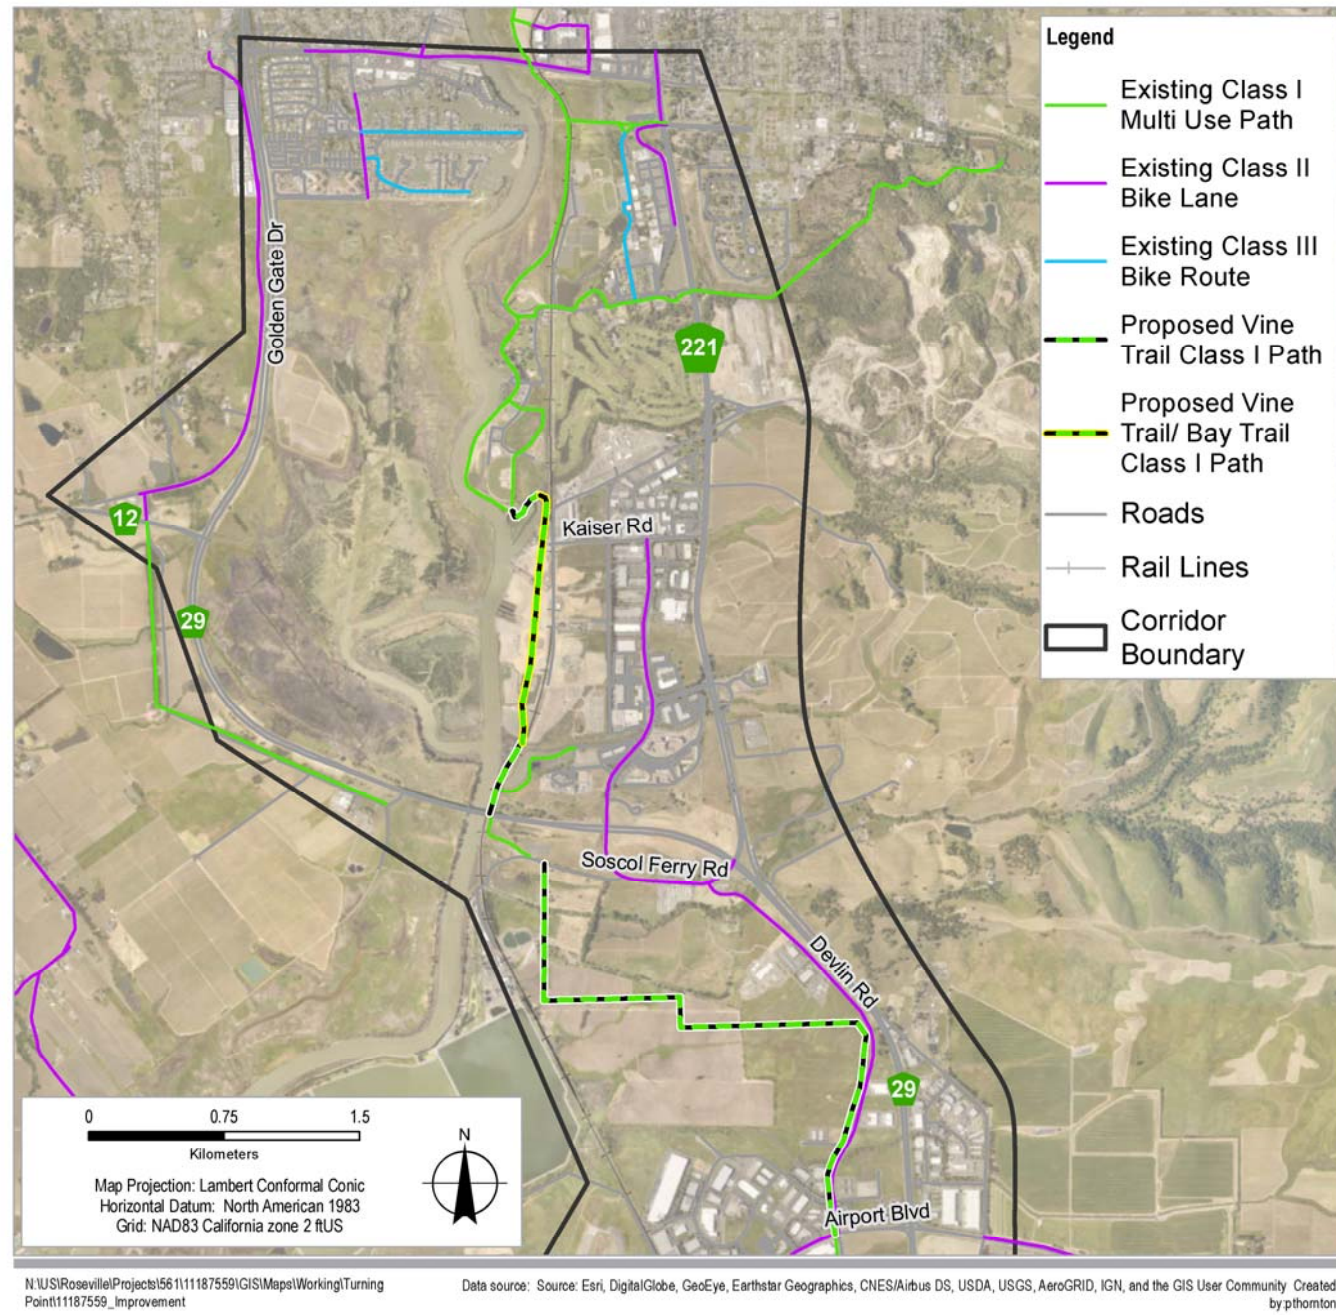 Legend
Existing Class I
Multi Use Path
Existing Class II
Bike Lane
Existing Class III
Bike Route
Proposed Vine
Trail Class I Path
Proposed Vine
Trail/ Bay Trail
Class I Path
Roads
Rail Lines
Corridor
Boundary
Golden Gate Dr
221
12
Kaiser Rd
29
Soscol Ferry Rd
Devlin Rd
29
Airport Blvd
0 0.75 1.5
Kilometers
N
Map Projection: Lambert Conformal Conic
Horizontal Datum: North American 1983
Grid: NAD83 California zone 2 ftUS
N:\US\Roseville\Projects\561\11187559\GIS\Maps\Working\Turning
Point\11187559_Improvement
Data source: Source: Esri, DigitalGlobe, GeoEye, Earthstar Geographics, CNES/Airbus DS, USDA, USGS, AeroGRID, IGN, and the GIS User Community Created
by:pthornton